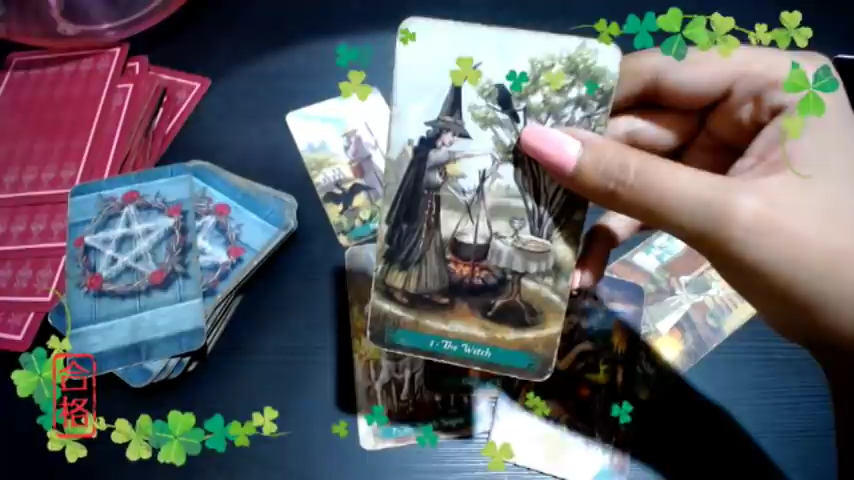 合格
I · The Witch